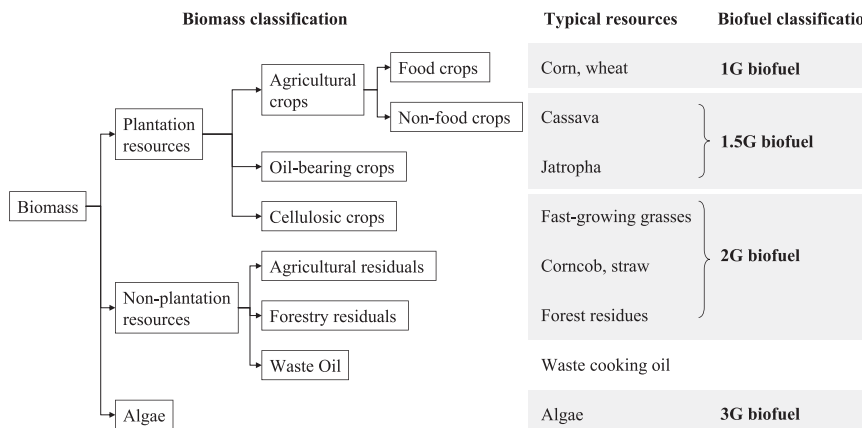 Biomass classification
Typical resources
Biofuel classification
Food crops
Corn, wheat
1G biofuel
Agricultural
crops
Non-food crops
Cassava
1.5G biofuel
Plantation
resources
Oil-bearing crops
Jatropha
Biomass
Cellulosic crops
Fast-growing grasses
2G biofuel
Agricultural residuals
Corncob, straw
Non-plantation
resources
Forestry residuals
Forest residues
Waste Oil
Waste cooking oil
Algae
Algae
3G biofuel